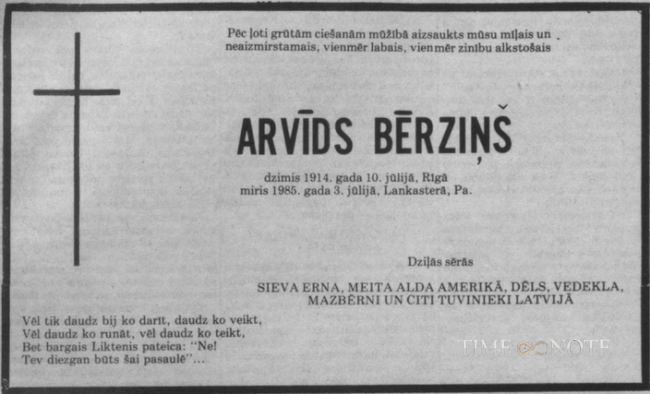 Pēc ļoti grūtām ciešanām mūžībā aizsaukts mūsu mīļais un
neaizmirstamais, vienmēr labais, vienmēr zinību alkstošais
ARVĪDS BĒRZIŅŠ
dzimis 1914. gada 10. jūlijā, Rīgā
miris 1985. gada 3. jūlijā, Lankasterā, Pa.
Dziļās sērās
SIEVA ERNA, MEITA ALDA AMERIKĀ, DĒLS, VEDEKLA,
MAZBĒRNI UN CITI TUVINIEKI LATVIJĀ
Vēl tik daudz bij ko darīt, daudz ko veikt,
Vēl daudz ko runāt, vēl daudz ko teikt,
Bet bargais Liktenis pateica: “Ne!
Tev diezgan būts šai pasaulē”...
TIME NOTE